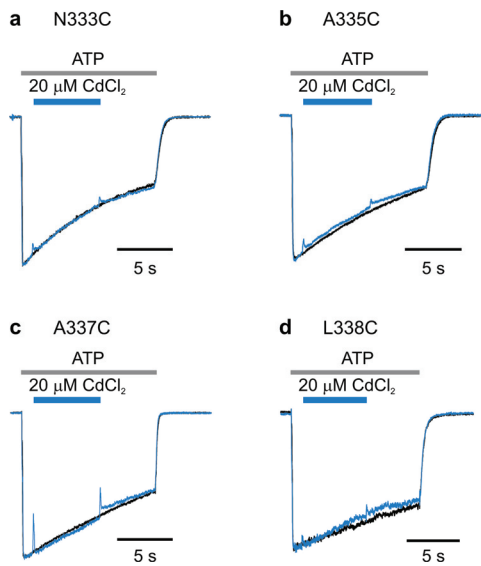 a N333C
ATP
20 μM CdCl₂
5 s
b A335C
ATP
20 μM CdCl₂
5 s
c A337C
ATP
20 μM CdCl₂
5 s
d L338C
ATP
20 μM CdCl₂
5 s